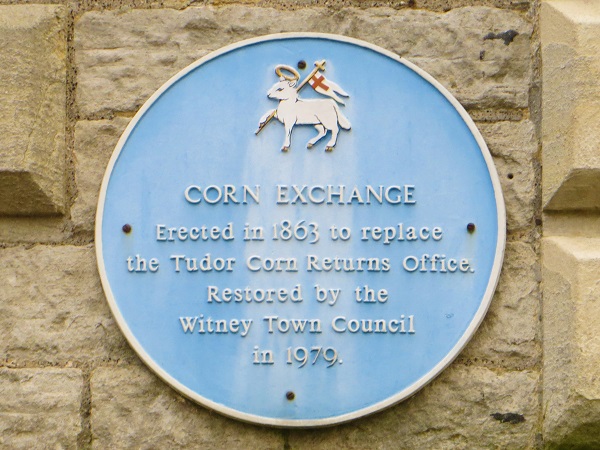 CORN EXCHANGE
Erected in 1863 to replace
the Tudor Corn Returns Office.
Restored by the
Witney Town Council
in 1979.